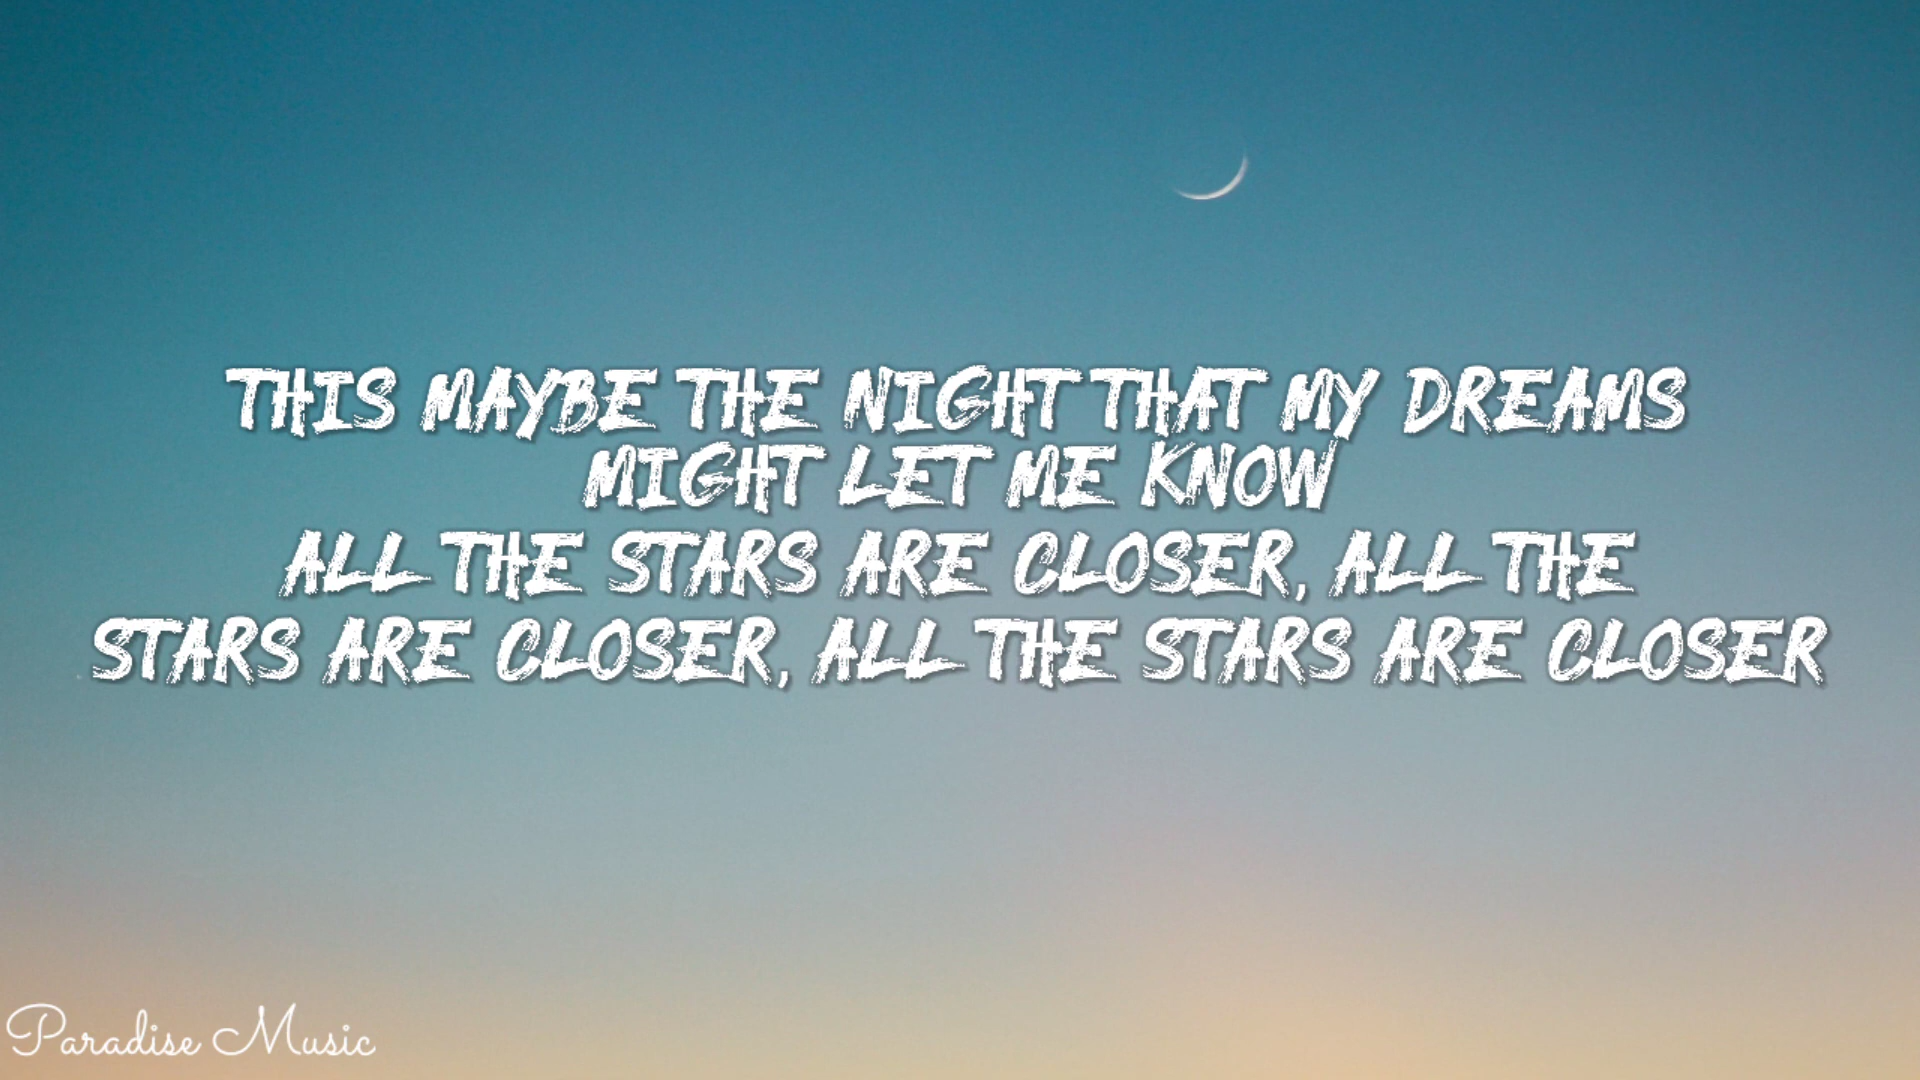 THIS MAYBE THE NIGHT THAT MY DREAMS
MIGHT LET ME KNOW
ALL THE STARS ARE CLOSER, ALL THE
STARS ARE CLOSER, ALL THE STARS ARE CLOSER
Paradise Music